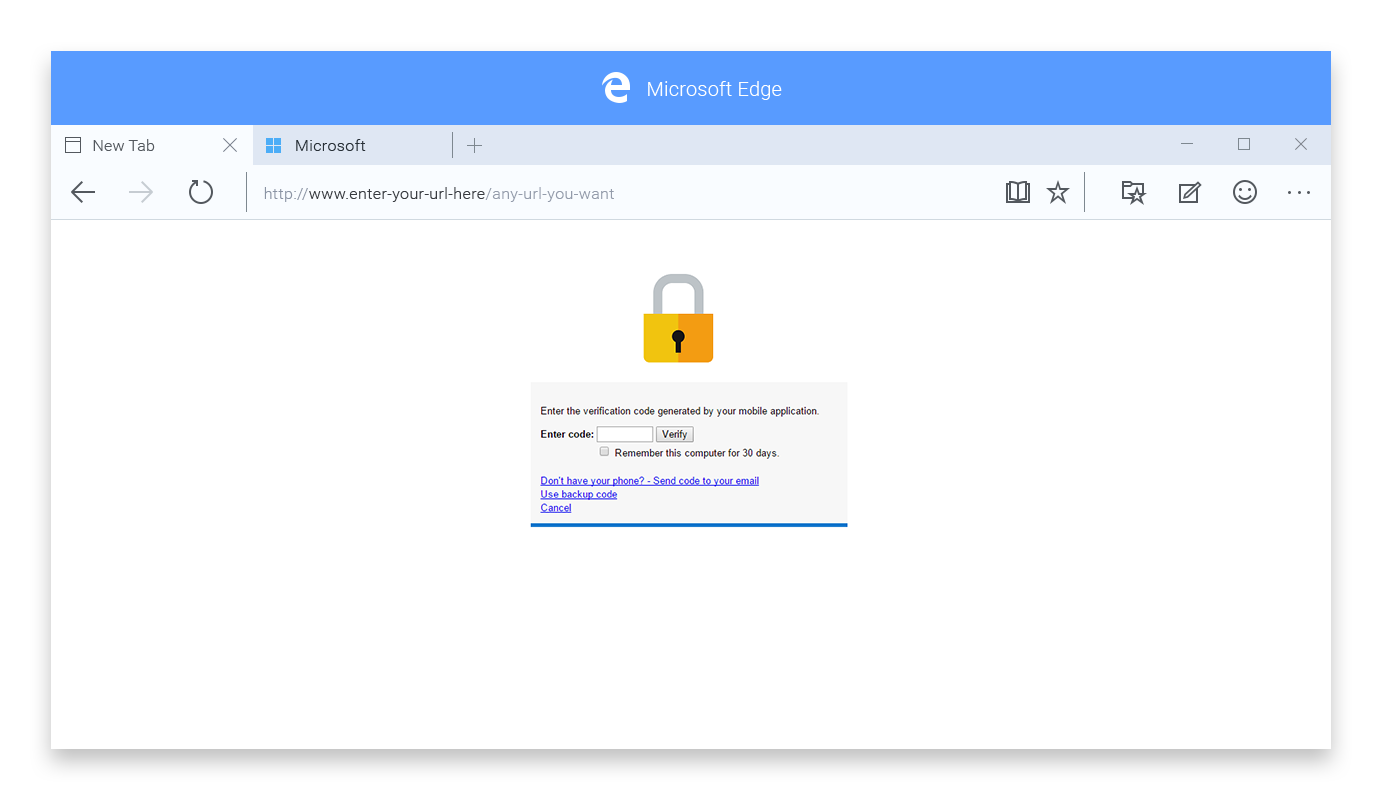 Microsoft Edge
New Tab
Microsoft
http://www.enter-your-url-here/any-url-you-want
Enter the verification code generated by your mobile application.
Enter code: Verify
Remember this computer for 30 days.
Don't have your phone? - Send code to your email
Use backup code
Cancel